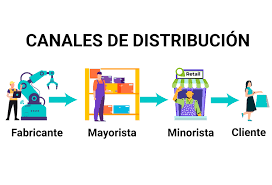 CANALES DE DISTRIBUCIÓN
Retail
Fabricante
Mayorista
Minorista
Cliente